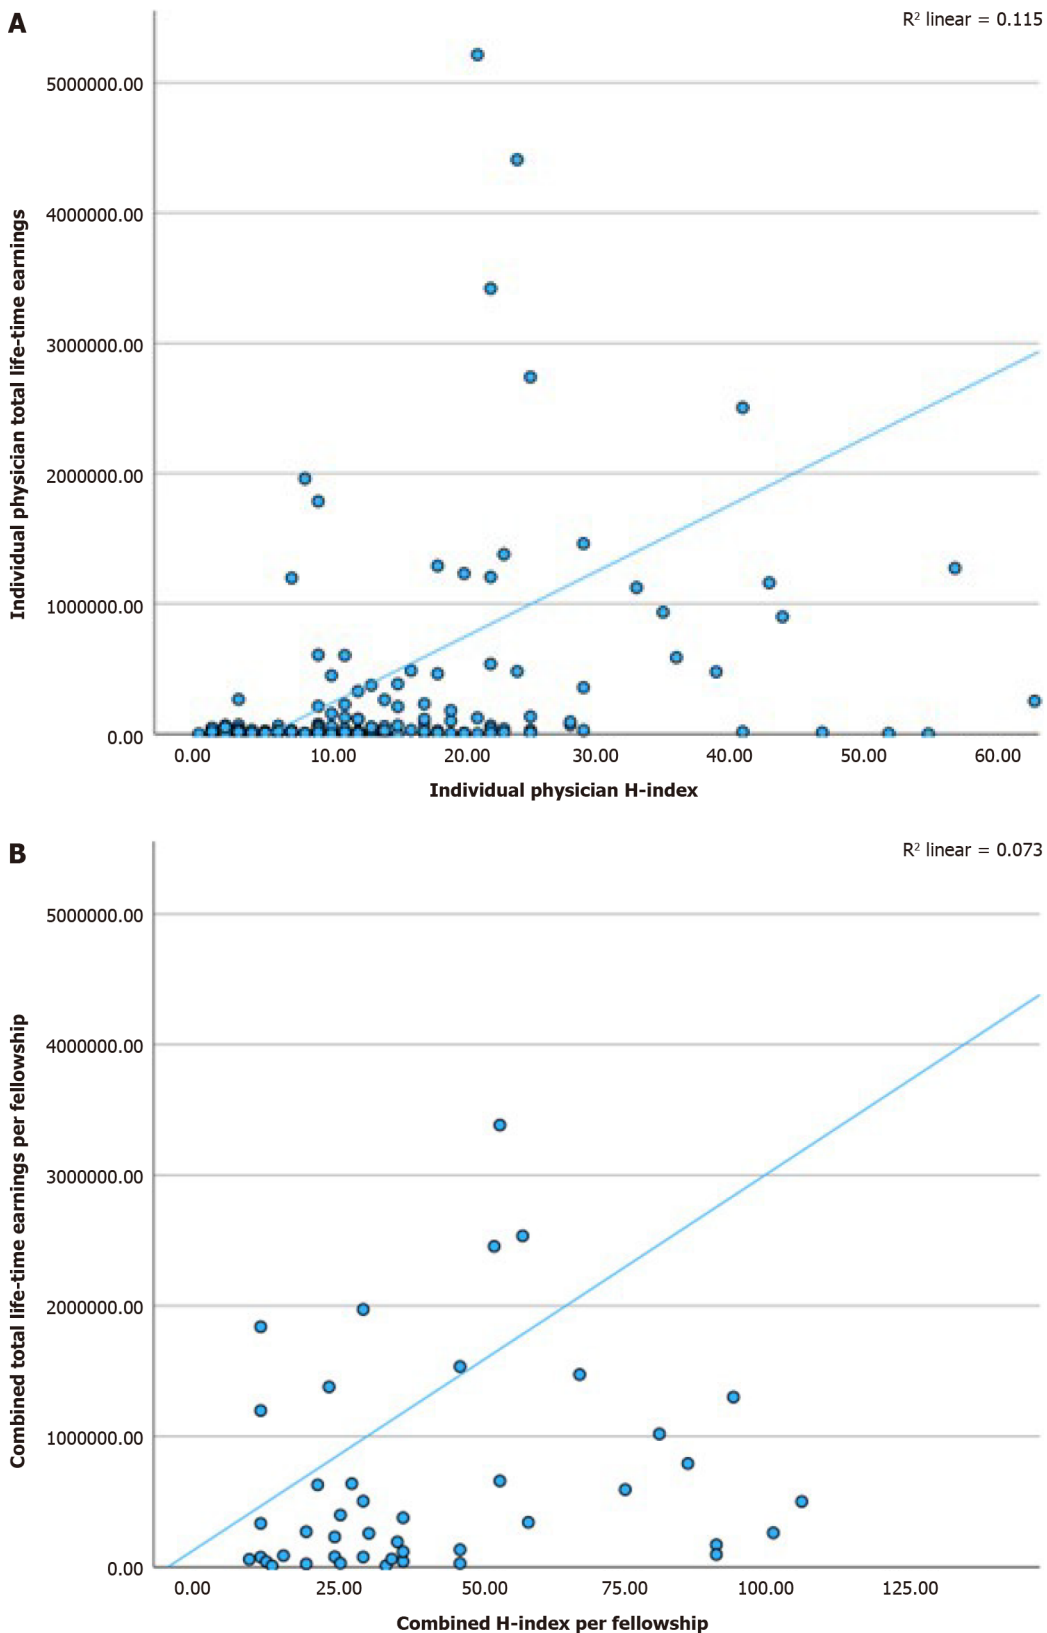 A
R² linear = 0.115
Individual physician total life-time earnings
5000000.00
4000000.00
3000000.00
2000000.00
1000000.00
0.00
0.00 10.00 20.00 30.00 40.00 50.00 60.00
Individual physician H-index
B
R² linear = 0.073
Combined total life-time earnings per fellowship
5000000.00
4000000.00
3000000.00
2000000.00
1000000.00
0.00
0.00 25.00 50.00 75.00 100.00 125.00
Combined H-index per fellowship